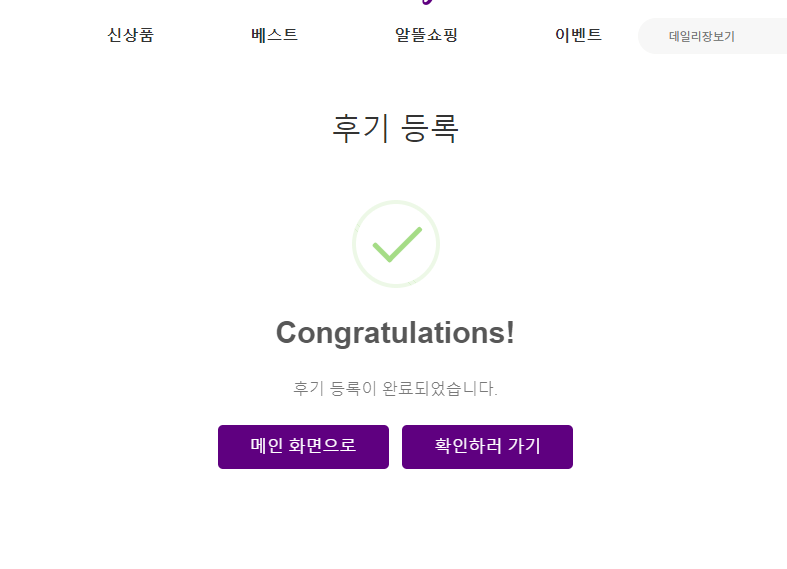 신상품 베스트 알뜰쇼핑 이벤트 데일리장보기
후기 등록
Congratulations!
후기 등록이 완료되었습니다.
메인 화면으로 확인하러 가기